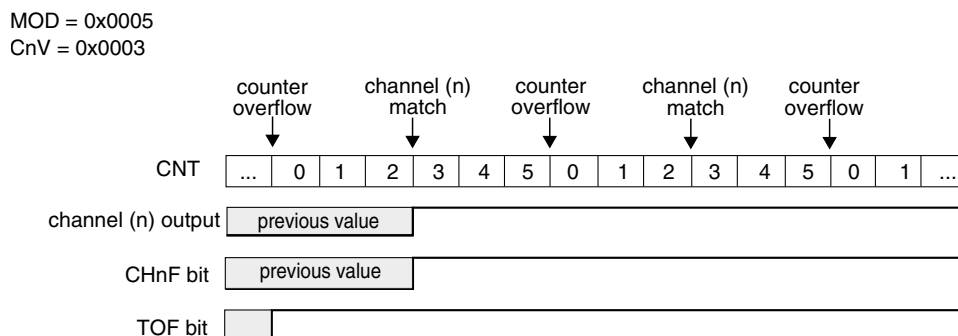 MOD = 0x0005
CnV = 0x0003
counter overflow channel (n) match counter overflow channel (n) match counter overflow
CNT ... 0 1 2 3 4 5 0 1 2 3 4 5 0 1 ...
channel (n) output previous value
CHnF bit previous value
TOF bit